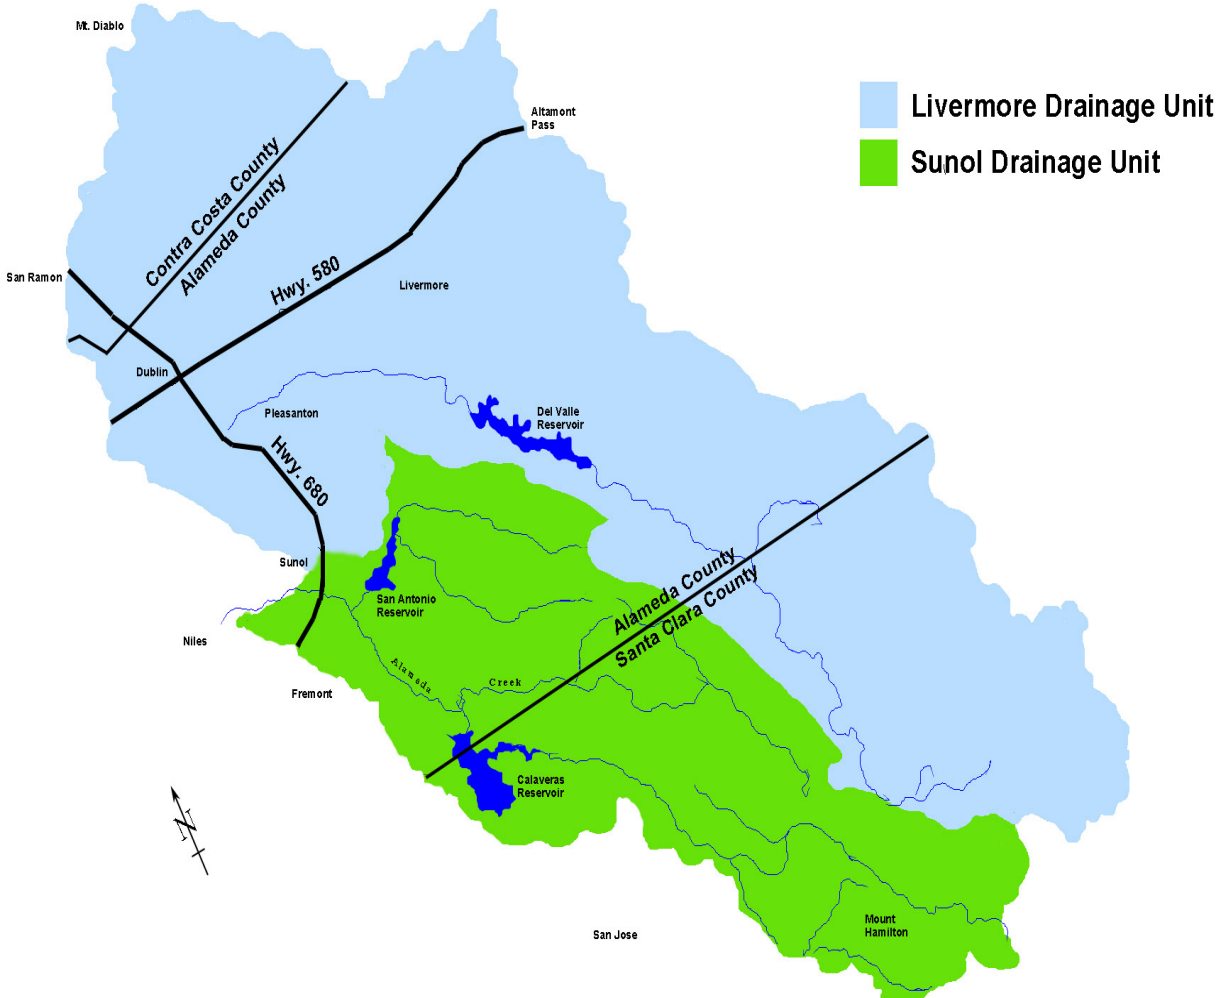 Mt. Diablo
Livermore Drainage Unit
Altamont
Pass
Sunol Drainage Unit
Contra Costa County
Alameda County
San Ramon
Hwy. 580
Livermore
Dublin
Pleasanton
Del Valle
Reservoir
Hwy. 680
Sunol
San Antonio
Reservoir
Alameda County
Santa Clara County
Niles
Alameda
Creek
Fremont
Calaveras
Reservoir
N
Mount
Hamilton
San Jose